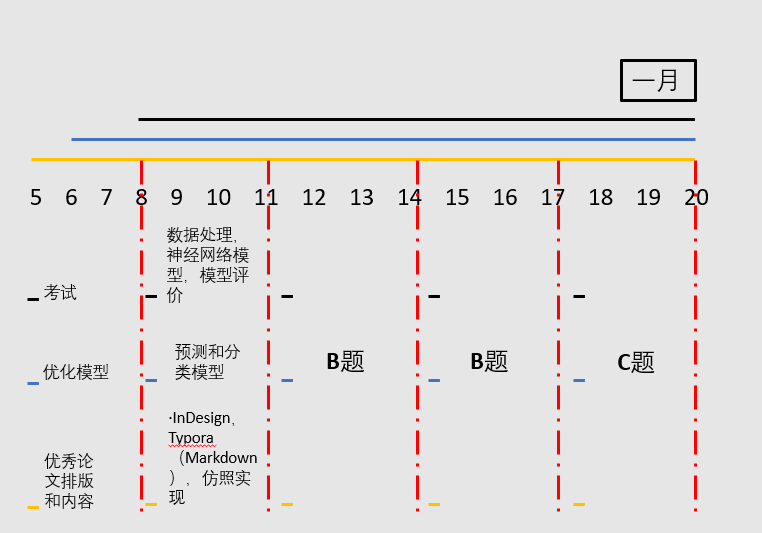 一月
5 6 7 8 9 10 11 12 13 14 15 16 17 18 19 20
考试
数据处理，
神经网络模
型，模型评
价
优化模型
预测和分
类模型
B题
B题
C题
优秀论
文排版
和内容
·InDesign，
Typora
（Markdown
），仿照实
现